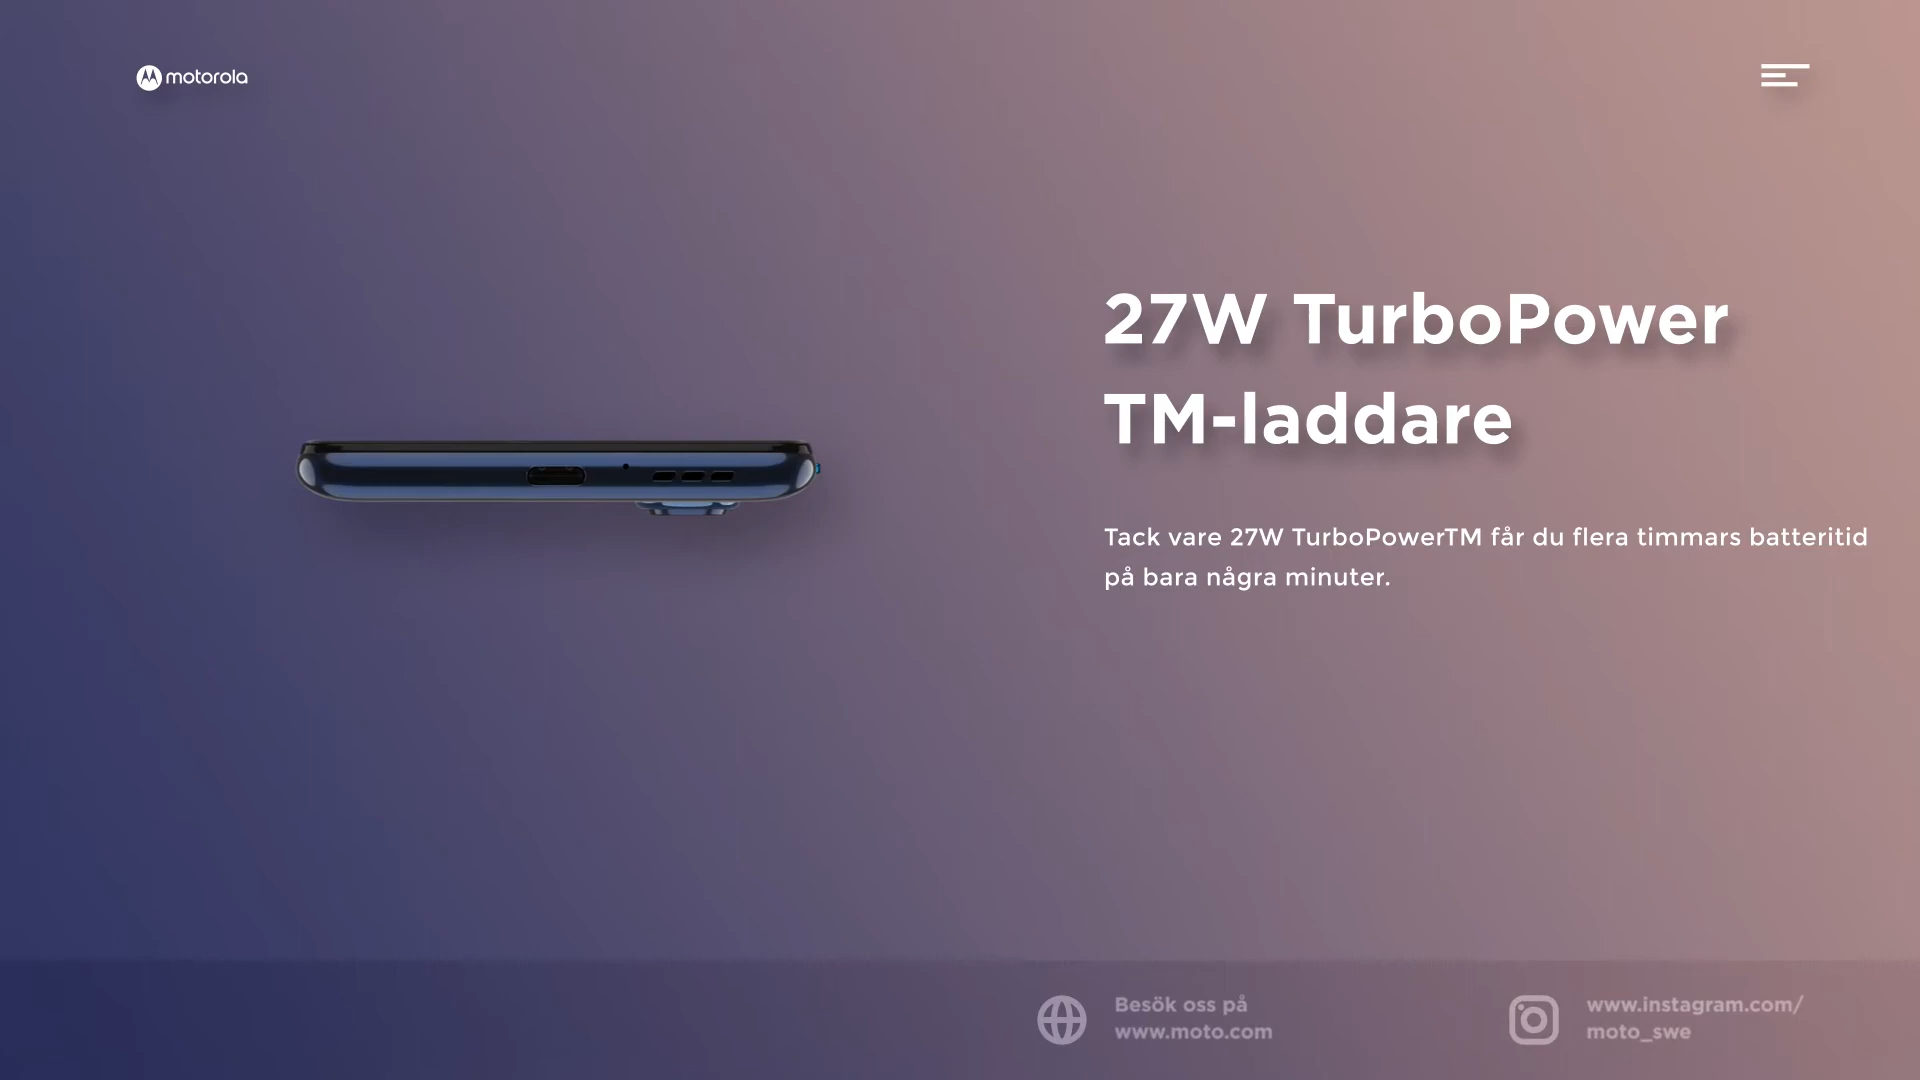 motorola
27W TurboPower
TM-laddare
Tack vare 27W TurboPowerTM får du flera timmars batteritid
på bara några minuter.
Besök oss på
www.moto.com
www.instagram.com/
moto_swe